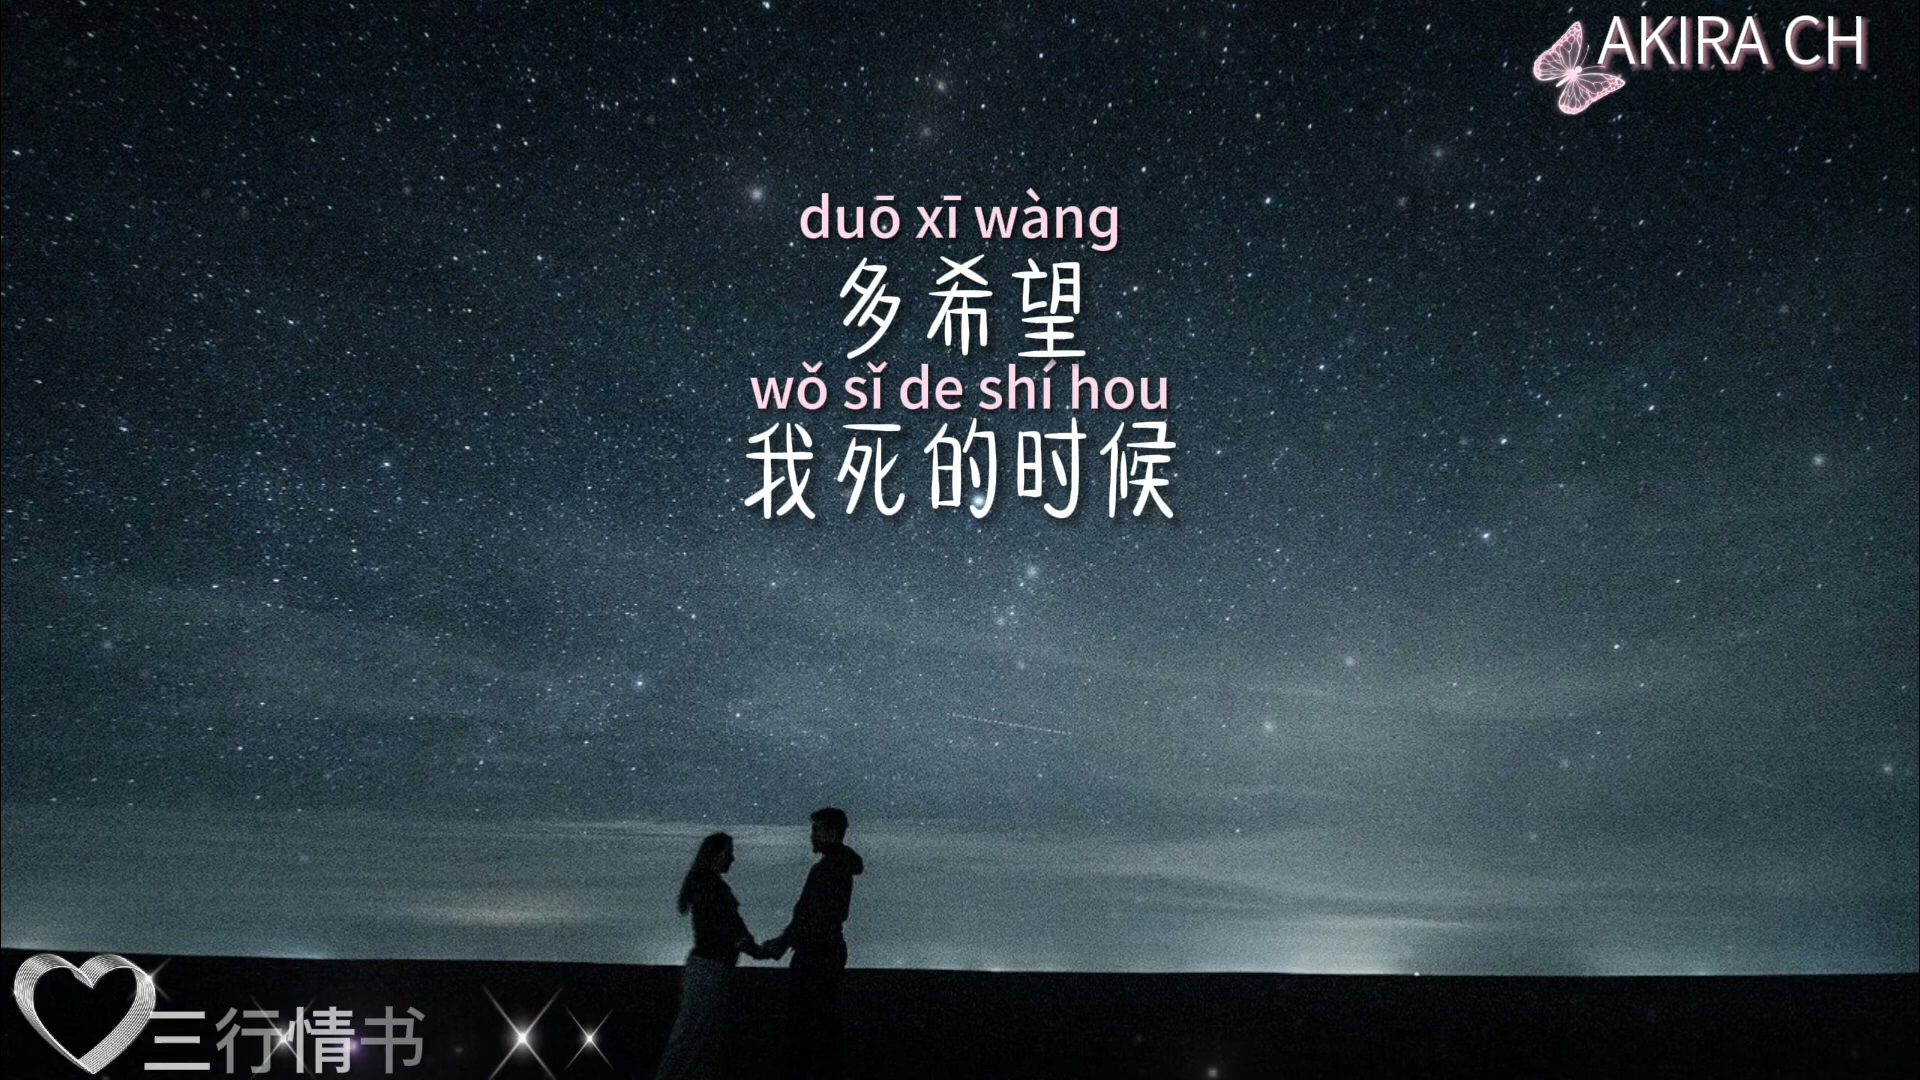 AKIRA CH
duō xī wàng
多希望
wǒ sǐ de shí hou
我死的时候
三行情书